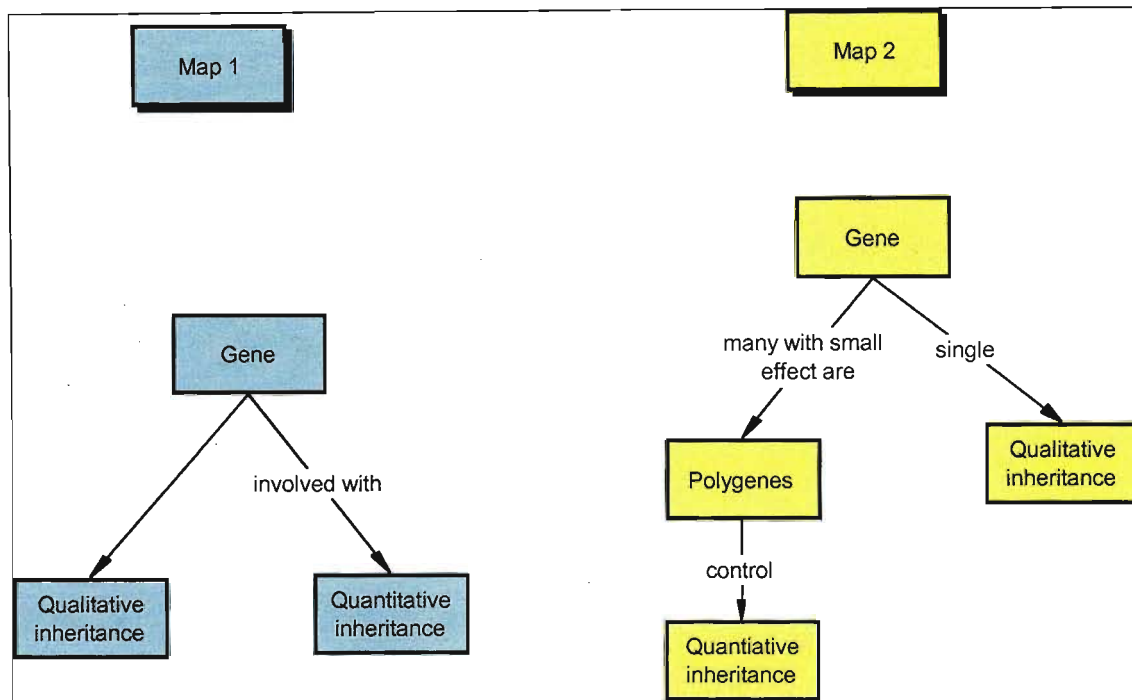 Map 1
Gene
involved with
Qualitative
inheritance
Quantitative
inheritance
Map 2
Gene
many with small
effect are
single
Polygenes
Qualitative
inheritance
control
Quantiative
inheritance